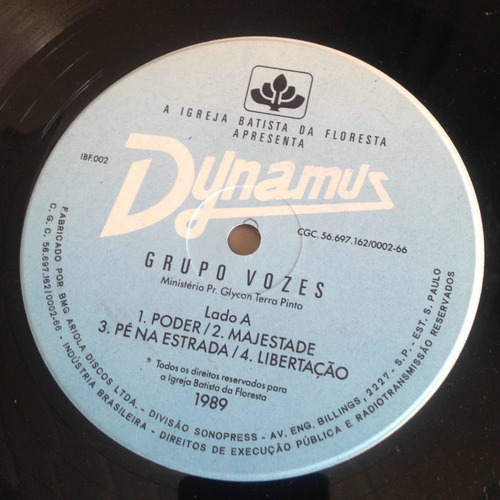 A IGREJA BATISTA DA FLORESTA
APRESENTA
IBF.002
Dynamus
CGC. 56.697.162/0002-66
GRUPO VOZES
Ministério Pr. Glycon Terra Pinto
Lado A
1. PODER/2. MAJESTADE
3. PÉ NA ESTRADA/4. LIBERTAÇÃO
* Todos os direitos reservados para
a Igreja Batista da Floresta
1989
FABRICADO POR BMG ARIOLA DISCOS LTDA. - DIVISÃO SONOPRESS - AV. ENG. BILLINGS, 2227 - S.P. - EST. S. PAULO
C.G.C. 56.697.162/0002-66 - INDÚSTRIA BRASILEIRA - DIREITOS DE EXECUÇÃO PÚBLICA E RADIOTRANSMISSÃO RESERVADOS